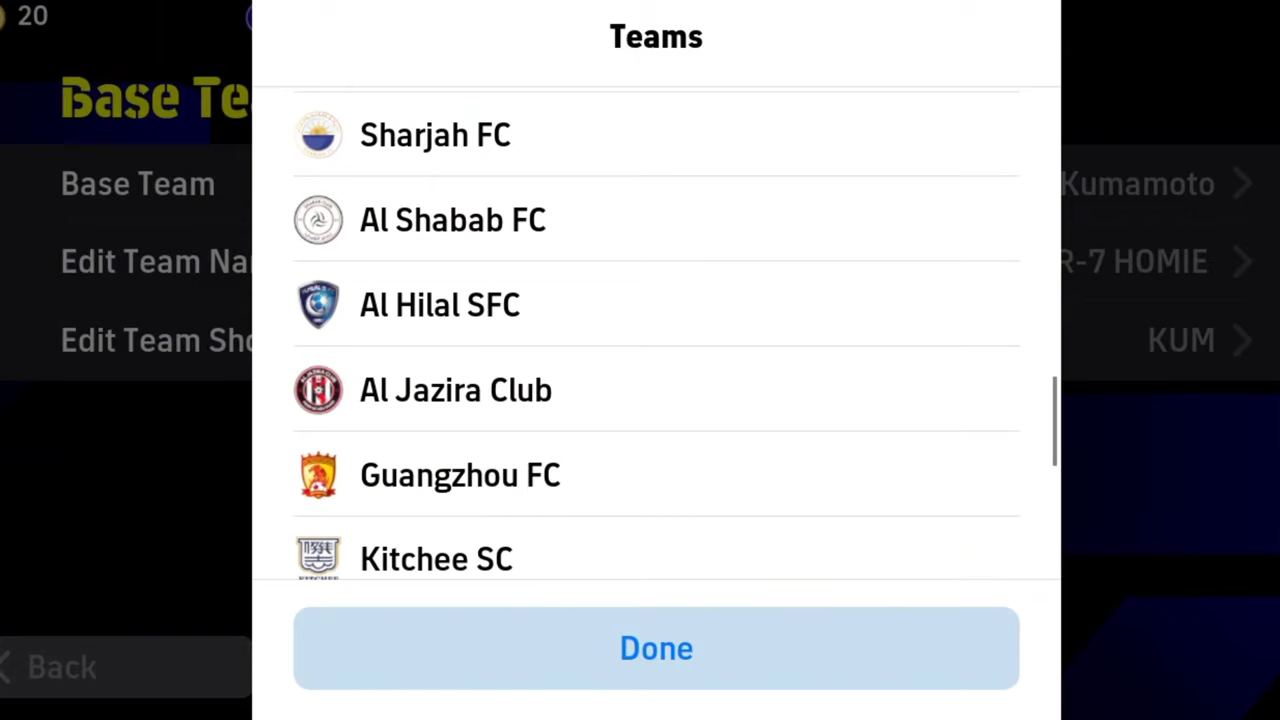 20
Teams
Base Te
Sharjah FC
Base Team
Kumamoto
Al Shabab FC
Edit Team Na
R-7 HOMIE
Al Hilal SFC
Edit Team Sho
KUM
Al Jazira Club
Guangzhou FC
Kitchee SC
Done
Back